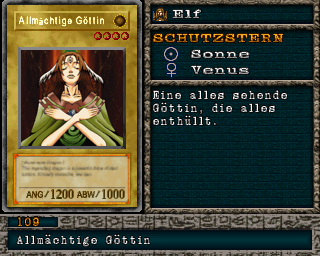 Allmächtige Göttin
ANG/1200 ABW/1000
Elf
SCHUTZSTERN
Sonne
Venus
Eine alles sehende
Göttin, die alles
enthüllt.
109
Allmächtige Göttin